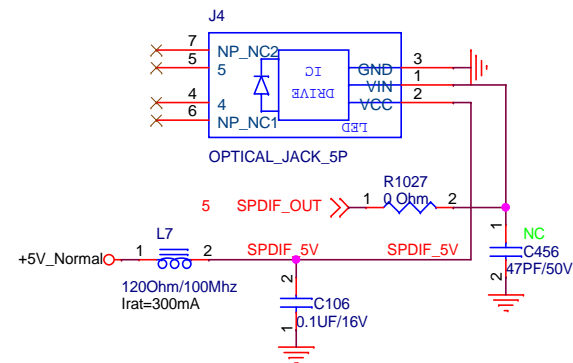 J4
7 NP_NC2
5 5
4 4
6 NP_NC1
GND 3
VIN 1
VCC 2
DRIVE
IC
LED
OPTICAL_JACK_5P
R1027
5 SPDIF_OUT 1 0 Ohm 2
L7
+5V_Normal 1 2 SPDIF_5V SPDIF_5V
120Ohm/100Mhz
Irat=300mA
2 C106
1 0.1UF/16V
NC
1 C456
2 47PF/50V